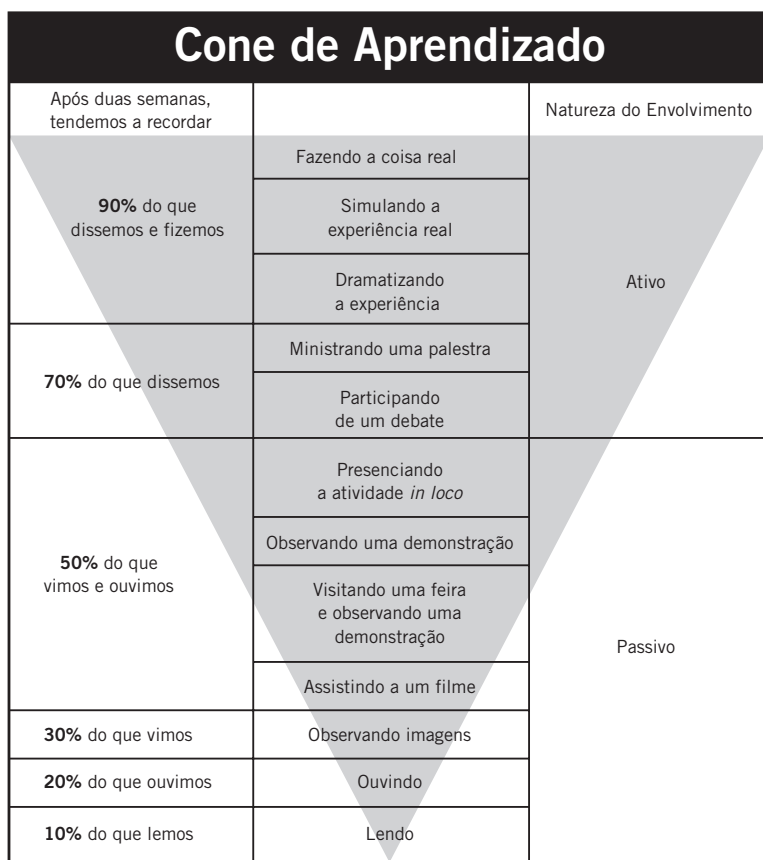 Cone de Aprendizado
Após duas semanas,
tendemos a recordar
Natureza do Envolvimento
90% do que
dissemos e fizemos
Fazendo a coisa real
Simulando a
experiência real
Dramatizando
a experiência
Ativo
70% do que dissemos
Ministrando uma palestra
Participando
de um debate
50% do que
vimos e ouvimos
Presenciando
a atividade in loco
Observando uma demonstração
Visitando uma feira
e observando uma
demonstração
Assistindo a um filme
Passivo
30% do que vimos
Observando imagens
20% do que ouvimos
Ouvindo
10% do que lemos
Lendo